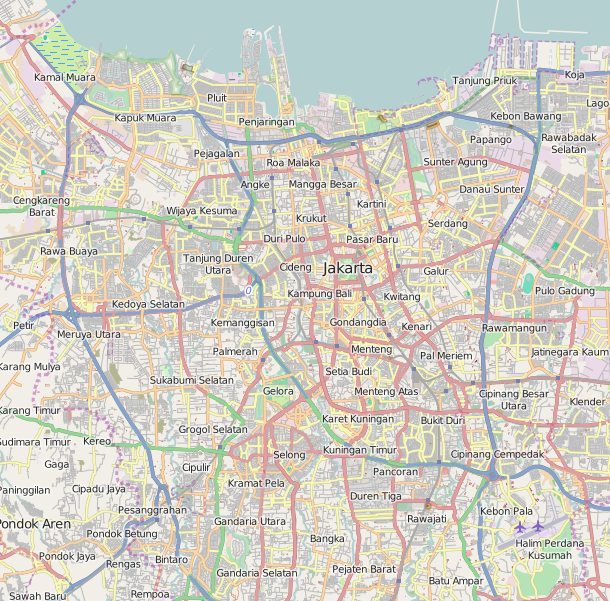 Kamal Muara
Tanjung Priuk
Koja
Pluit
Lago
Kapuk Muara
Penjaringan
Kebon Bawang
Papango
Rawabadak
Selatan
Pejagalan
Roa Malaka
Sunter Agung
Angke
Mangga Besar
Danau Sunter
Cengkareng
Barat
Kartini
Wijaya Kesuma
Krukut
Serdang
Duri Pulo
Pasar Baru
Rawa Buaya
Tanjung Duren
Utara
Cideng
Jakarta
Galur
0
Kampung Bali
Kwitang
Pulo Gadung
Kedoya Selatan
Petir
Meruya Utara
Kemanggisan
Gondangdia
Kenari
Rawamangun
Palmerah
Menteng
Pal Meriem
Jatinegara Kaum
Karang Mulya
Setia Budi
Sukabumi Selatan
Gelora
Menteng Atas
Cipinang Besar
Utara
Klender
Karang Timur
Karet Kuningan
Bukit Duri
Grogol Selatan
Sudimara Timur
Kereo
Selong
Kuningan Timur
Cipinang Cempedak
Gaga
Cipulir
Pancoran
Paninggilan
Cipadu Jaya
Kramat Pela
Duren Tiga
Pesanggrahan
Kebon Pala
Pondok Aren
Gandaria Utara
Rawajati
Pondok Betung
Bangka
Halim Perdana
Kusumah
Pondok Jaya
Rengas
Bintaro
Gandaria Selatan
Pejaten Barat
Batu Ampar
Sawah Baru
Rempoa